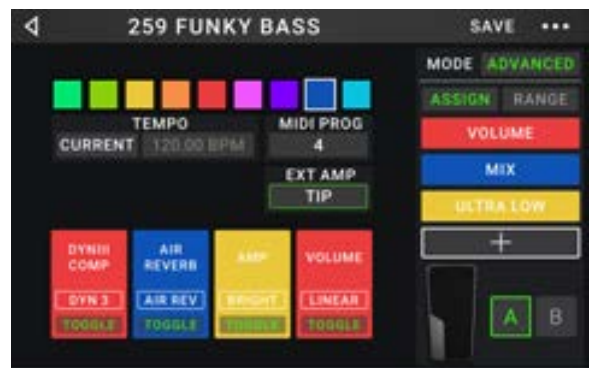 259 FUNKY BASS
SAVE
MODE ADVANCED
ASSIGN RANGE
TEMPO
CURRENT 120.00 BPM
MIDI PROG
4
EXT AMP
TIP
VOLUME
MIX
ULTRA LOW
+
DYNIII COMP
DYN 3
TOGGLE
AIR REVERB
AIR REV
TOGGLE
AMP
BRIGHT
TOGGLE
VOLUME
LINEAR
TOGGLE
A B